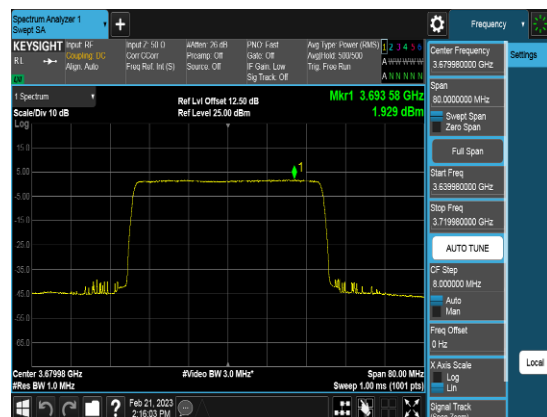 Spectrum Analyzer 1
Swept SA
+
Frequency
KEYSIGHT
RL
Input: RF
Coupling: DC
Align: Auto
Input Z: 50 Ω
Corr CCorr
Freq Ref: Int (S)
#Atten: 26 dB
Preamp: Off
Source: Off
PNO: Fast
Gate: Off
IF Gain: Low
Sig Track: Off
Avg Type: Power (RMS)
Avg|Hold: 500/500
Trig: Free Run
1 2 3 4 5 6
A W W W W W
A N N N N N
1 Spectrum
Scale/Div 10 dB
Log
Ref Lvl Offset 12.50 dB
Ref Level 25.00 dBm
Mkr1 3.693 58 GHz
1.929 dBm
15.0
5.00
-5.00
-15.0
-25.0
-35.0
-45.0
-55.0
-65.0
1
Center 3.67998 GHz
#Res BW 1.0 MHz
#Video BW 3.0 MHz*
Span 80.00 MHz
Sweep 1.00 ms (1001 pts)
Feb 21, 2023
2:16:03 PM
Center Frequency
3.679980000 GHz
Span
80.0000000 MHz
Swept Span
Zero Span
Full Span
Start Freq
3.639980000 GHz
Stop Freq
3.719980000 GHz
AUTO TUNE
CF Step
8.000000 MHz
Auto
Man
Freq Offset
0 Hz
X Axis Scale
Log
Lin
Signal Track
(Span Zoom)
Settings
Local